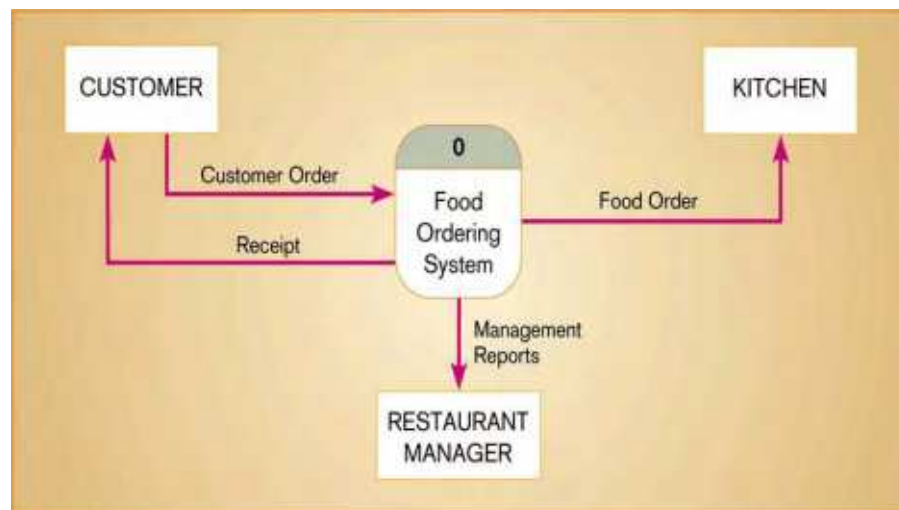 CUSTOMER
KITCHEN
0
Customer Order
Food
Ordering
System
Food Order
Receipt
Management
Reports
RESTAURANT
MANAGER